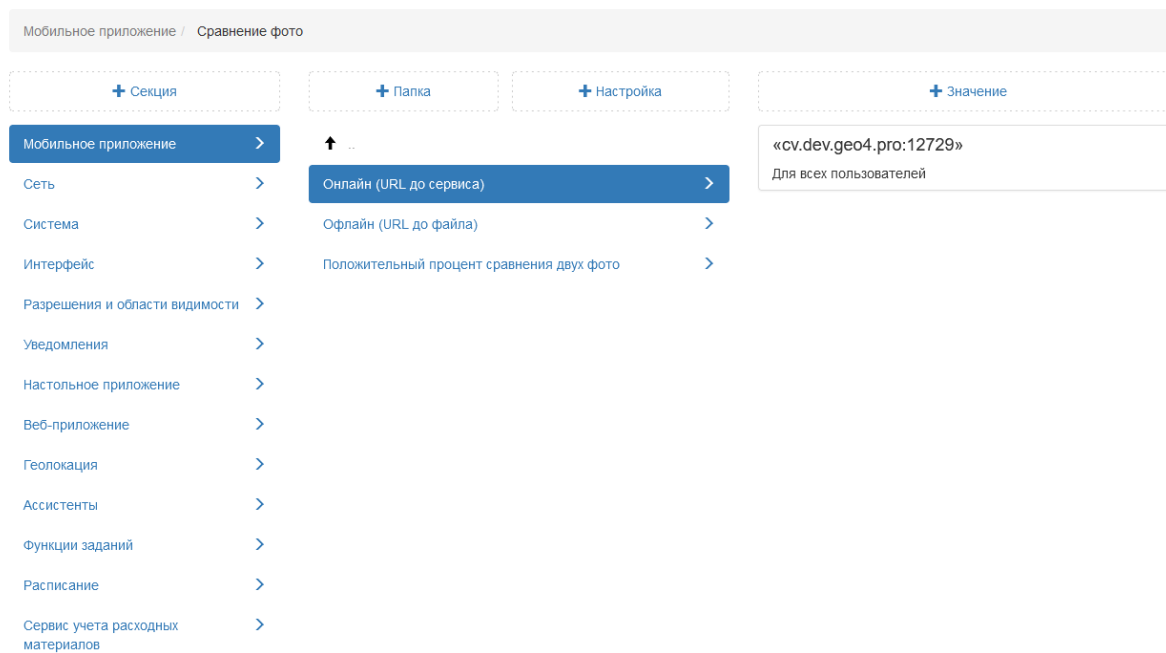 Мобильное приложение / Сравнение фото
Секция
Папка
Настройка
Значение
Мобильное приложение
Сеть
Система
Интерфейс
Разрешения и области видимости
Уведомления
Настольное приложение
Веб-приложение
Геолокация
Ассистенты
Функции заданий
Расписание
Сервис учета расходных
материалов
..
Онлайн (URL до сервиса)
Офлайн (URL до файла)
Положительный процент сравнения двух фото
«cv.dev.geo4.pro:12729»
Для всех пользователей